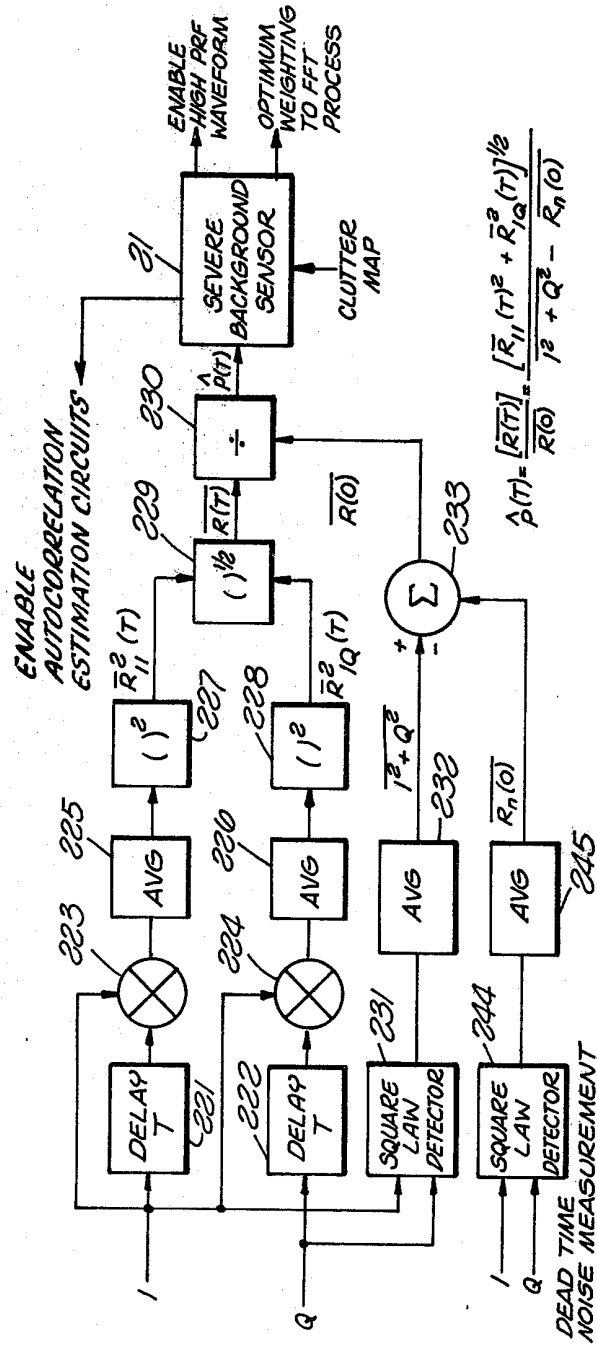 ENABLE
AUTOCORRELATION
ESTIMATION CIRCUITS
I
DELAY
T
221
223
AVG
225
R̅²₁₁(T)
( )²
227
229
( )½
R̅(̅T̅)̅
230
÷
ρ̂(T)
21
SEVERE
BACKGROUND
SENSOR
ENABLE
HIGH PRF
WAVEFORM
OPTIMUM
WEIGHTING
TO FFT
PROCESS
CLUTTER
MAP
Q
222
DELAY
T
224
226
AVG
( )²
228
R̅²IQ(T)
R̅(̅0̅)̅
231
SQUARE
LAW
DETECTOR
AVG
232
I²+Q²
+
-
Σ
233
I
Q
244
SQUARE
LAW
DETECTOR
AVG
245
Rn(0)
DEAD TIME
NOISE MEASUREMENT
ρ̂(T) = [R(T)] / R(0) = [R̅₁₁(T)² + R̅²IQ(T)]½ / I² + Q² - Rn(0)